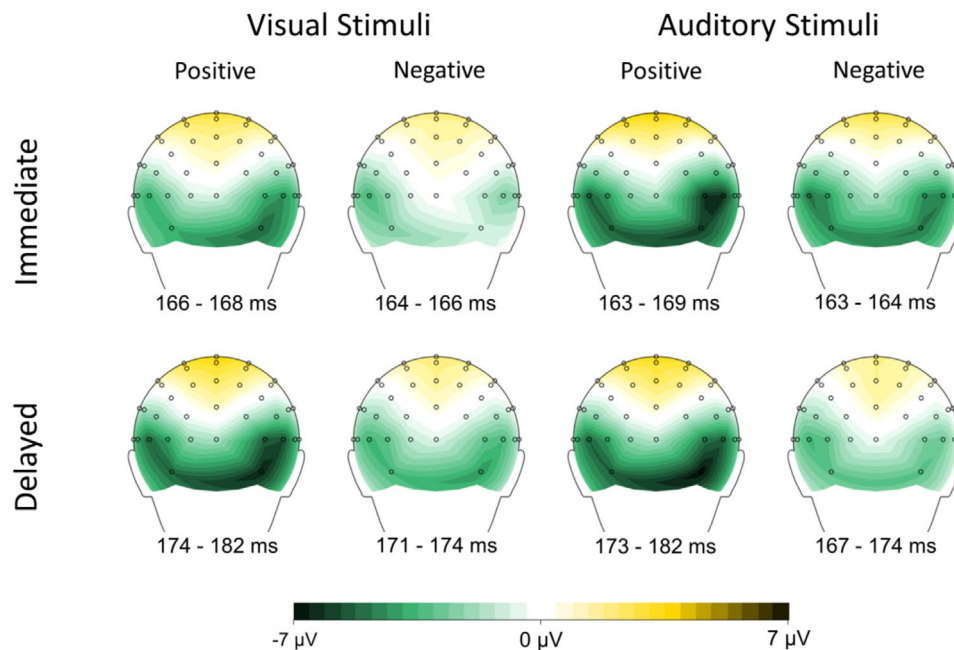 Visual Stimuli Auditory Stimuli
Positive Negative Positive Negative
Immediate
166 - 168 ms 164 - 166 ms 163 - 169 ms 163 - 164 ms
Delayed
174 - 182 ms 171 - 174 ms 173 - 182 ms 167 - 174 ms
-7 µV 0 µV 7 µV